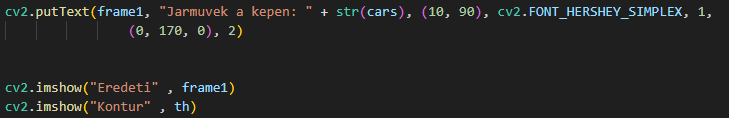 cv2.putText(frame1, "Jarmuvek a kepen: " + str(cars), (10, 90), cv2.FONT_HERSHEY_SIMPLEX, 1,
(0, 170, 0), 2)
cv2.imshow("Eredeti" , frame1)
cv2.imshow("Kontur" , th)